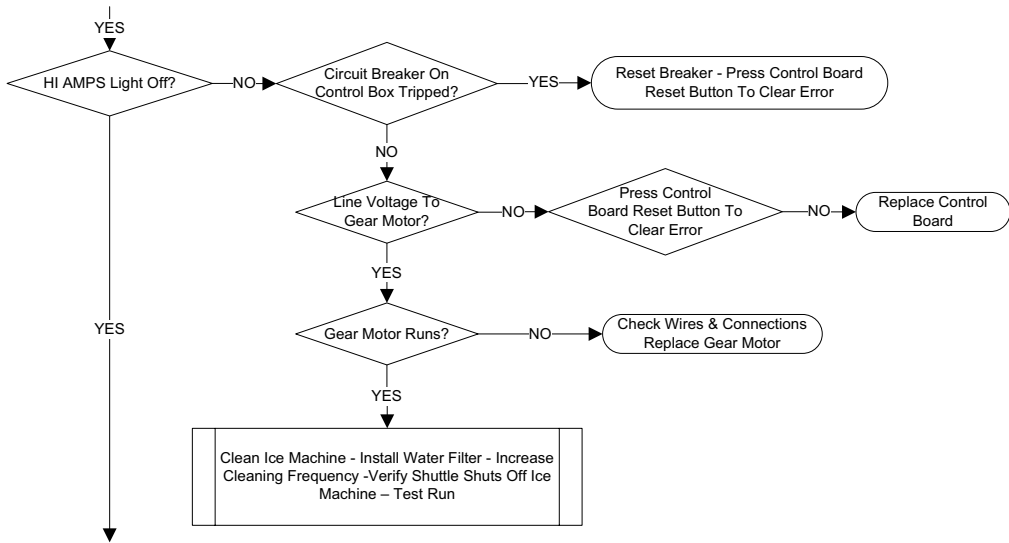 YES
HI AMPS Light Off?
NO
Circuit Breaker On
Control Box Tripped?
YES
Reset Breaker - Press Control Board
Reset Button To Clear Error
NO
Line Voltage To
Gear Motor?
NO
Press Control
Board Reset Button To
Clear Error
NO
Replace Control
Board
YES
YES
Gear Motor Runs?
NO
Check Wires & Connections
Replace Gear Motor
YES
Clean Ice Machine - Install Water Filter - Increase
Cleaning Frequency -Verify Shuttle Shuts Off Ice
Machine – Test Run